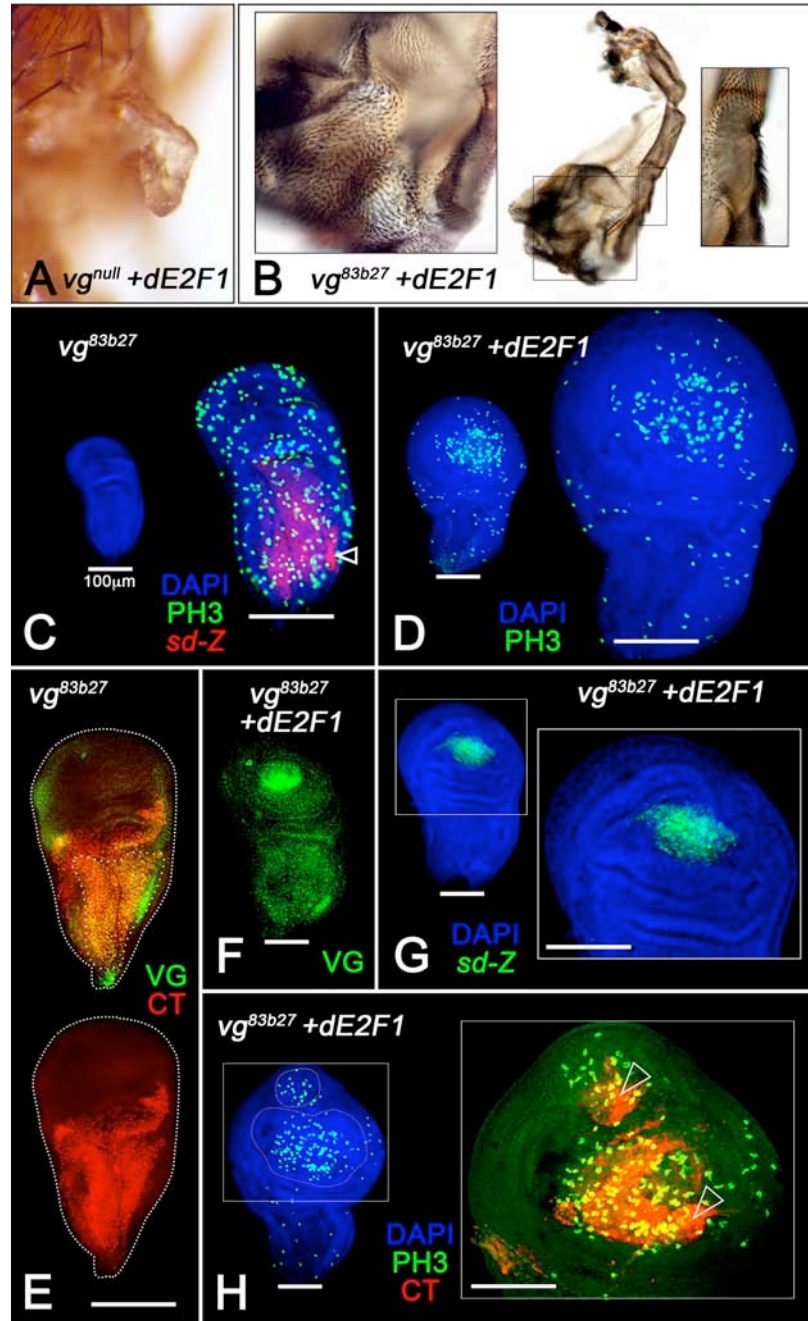 A vgnull +dE2F1
B vg83b27 +dE2F1
vg83b27
100μm
DAPI
PH3
sd-Z
C
vg83b27 +dE2F1
DAPI
PH3
D
vg83b27
VG
CT
E
vg83b27
+dE2F1
F VG
vg83b27 +dE2F1
DAPI
sd-Z
G
vg83b27 +dE2F1
DAPI
PH3
CT
H